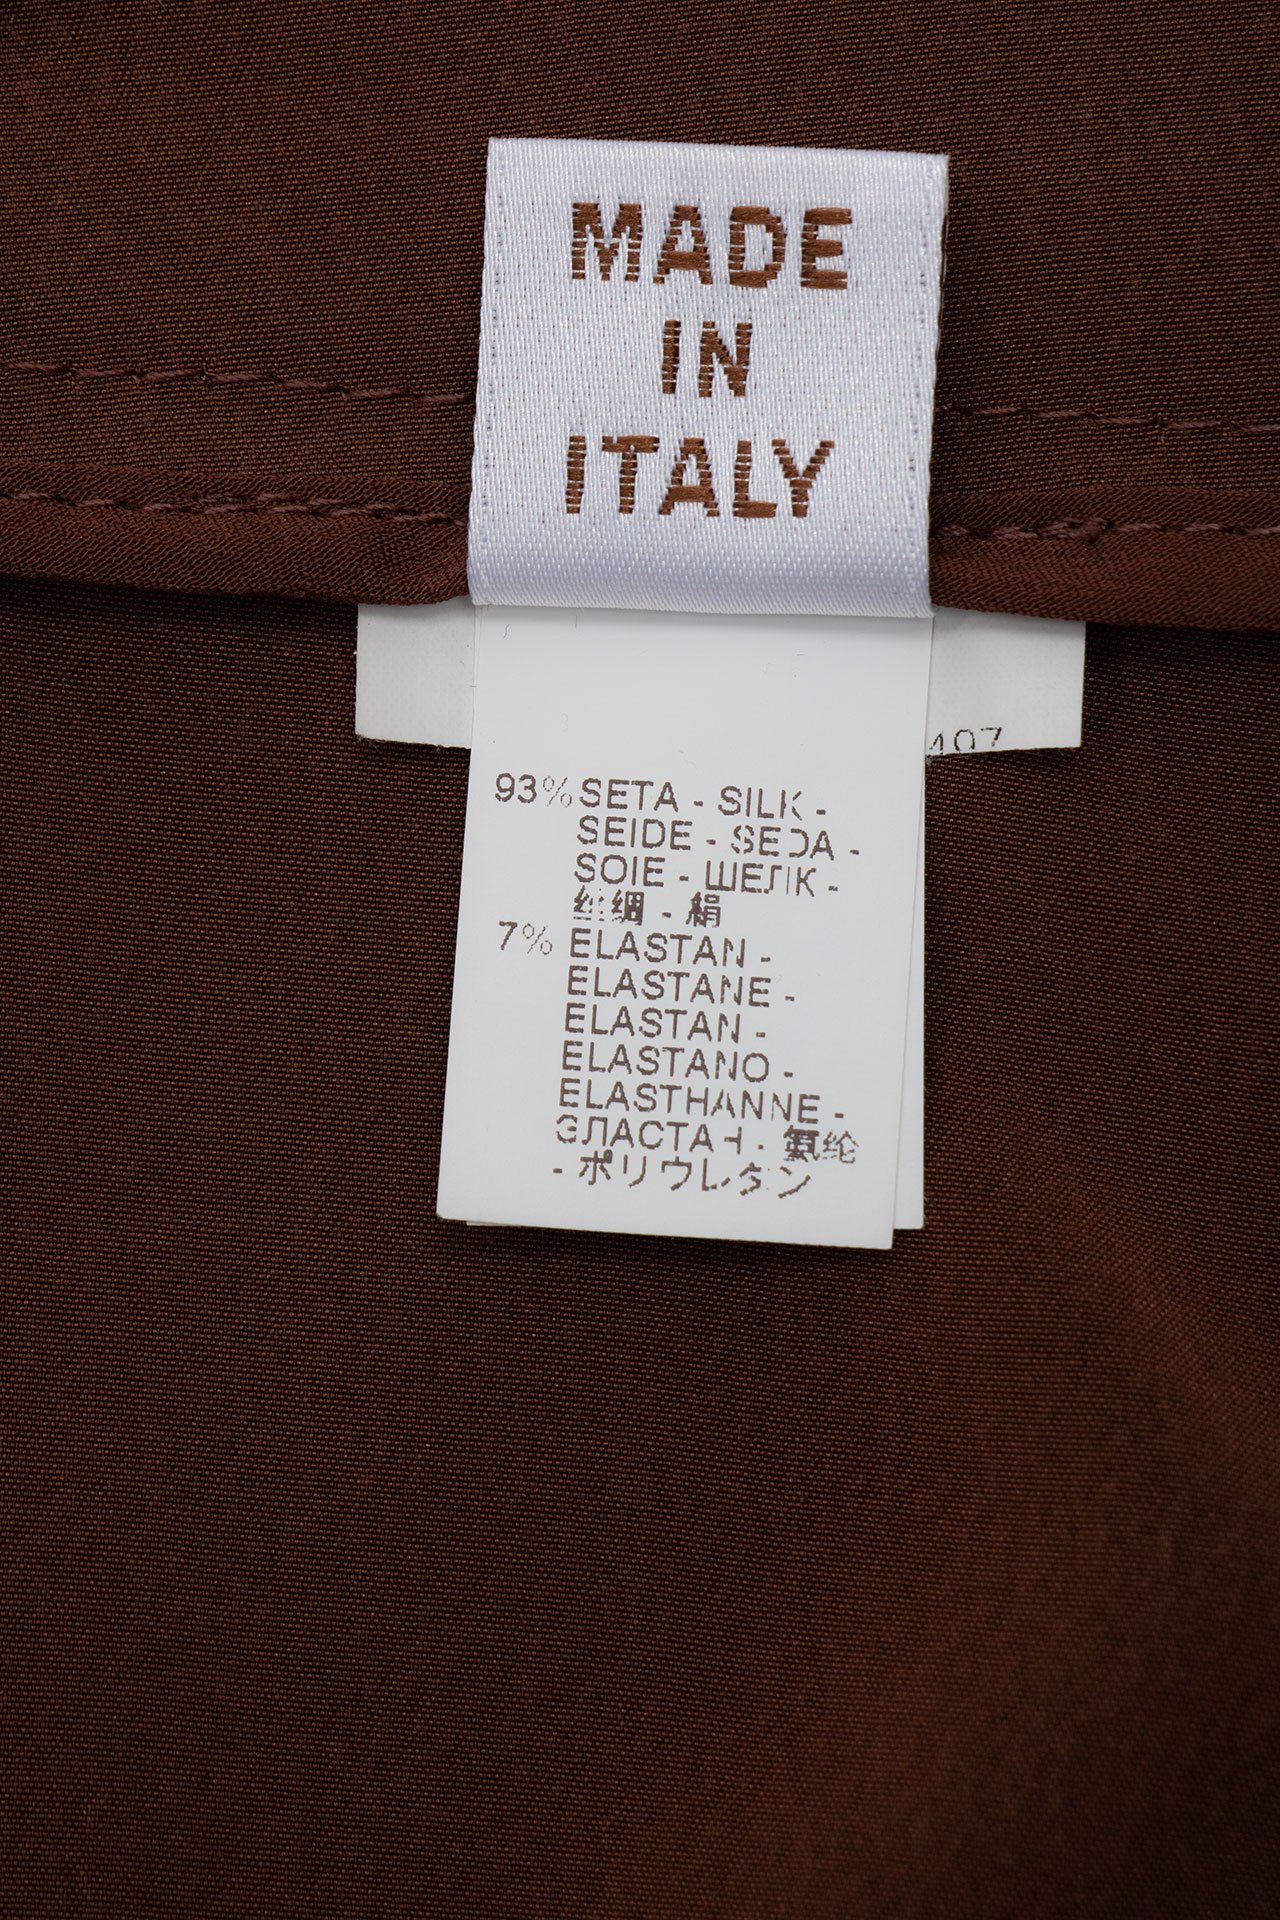 MADE
IN
ITALY
93% SETA - SILK -
SEIDE - SEDA -
SOIE - ШЕЛК -
丝绸 - 絹
7% ELASTAN -
ELASTANE -
ELASTAN -
ELASTANO -
ELASTHANNE -
ЭЛАСТАН - 氨纶
- ポリウレタン